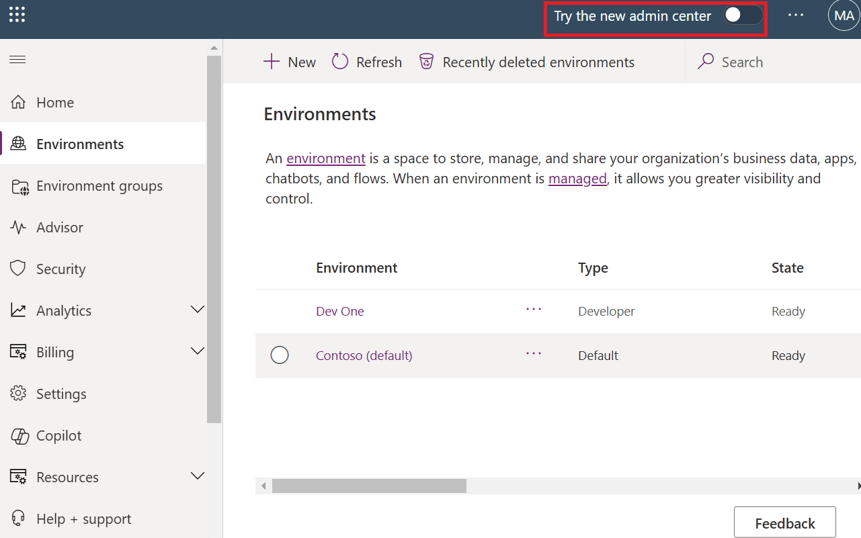 Try the new admin center
MA
New
Refresh
Recently deleted environments
Search
Home
Environments
Environment groups
Advisor
Security
Analytics
Billing
Settings
Copilot
Resources
Help + support
Environments
An environment is a space to store, manage, and share your organization’s business data, apps,
chatbots, and flows. When an environment is managed, it allows you greater visibility and
control.
Environment Type State
Dev One ··· Developer Ready
Contoso (default) ··· Default Ready
Feedback